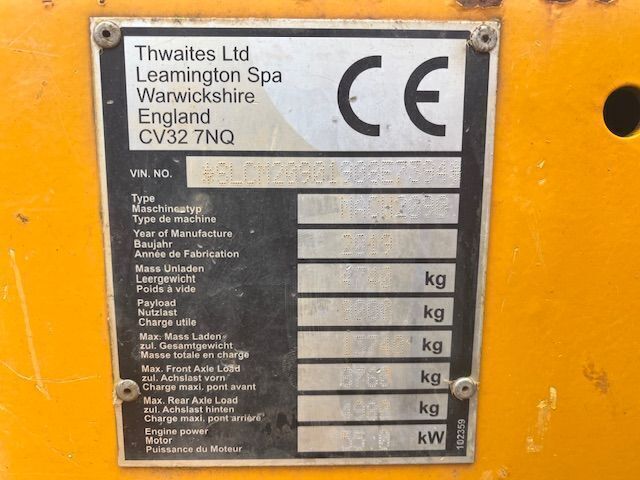 Thwaites Ltd
Leamington Spa
Warwickshire
England
CV32 7NQ
CE
VIN. NO.
Type
Maschinentyp
Type de machine
Year of Manufacture
Baujahr 2019
Année de Fabrication
Mass Unladen
Leergewicht kg
Poids à vide
Payload
Nutzlast kg
Charge utile
Max. Mass Laden
zul. Gesamtgewicht kg
Masse totale en charge
Max. Front Axle Load
zul. Achslast vorn kg
Charge maxi. pont avant
Max. Rear Axle Load
zul. Achslast hinten kg
Charge maxi. pont arrière
Engine power
Motor kW
Puissance du Moteur
102359